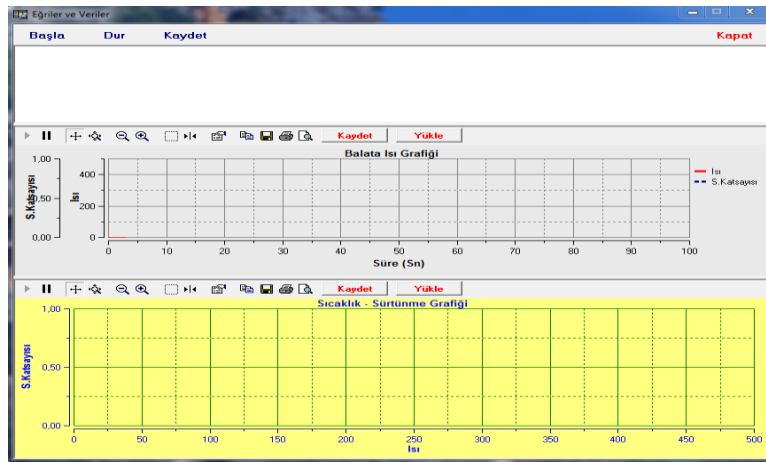 Eğriler ve Veriler
Başla Dur Kaydet Kapat
Kaydet Yükle
Balata Isı Grafiği
S.Katsayısı
1,00
0,50
0,00
Isı
400
200
0
0 10 20 30 40 50 60 70 80 90 100
Süre (Sn)
Isı
S.Katsayısı
Kaydet Yükle
Sıcaklık - Sürtünme Grafiği
S.Katsayısı
1,00
0,50
0,00
0 50 100 150 200 250 300 350 400 450 500
Isı